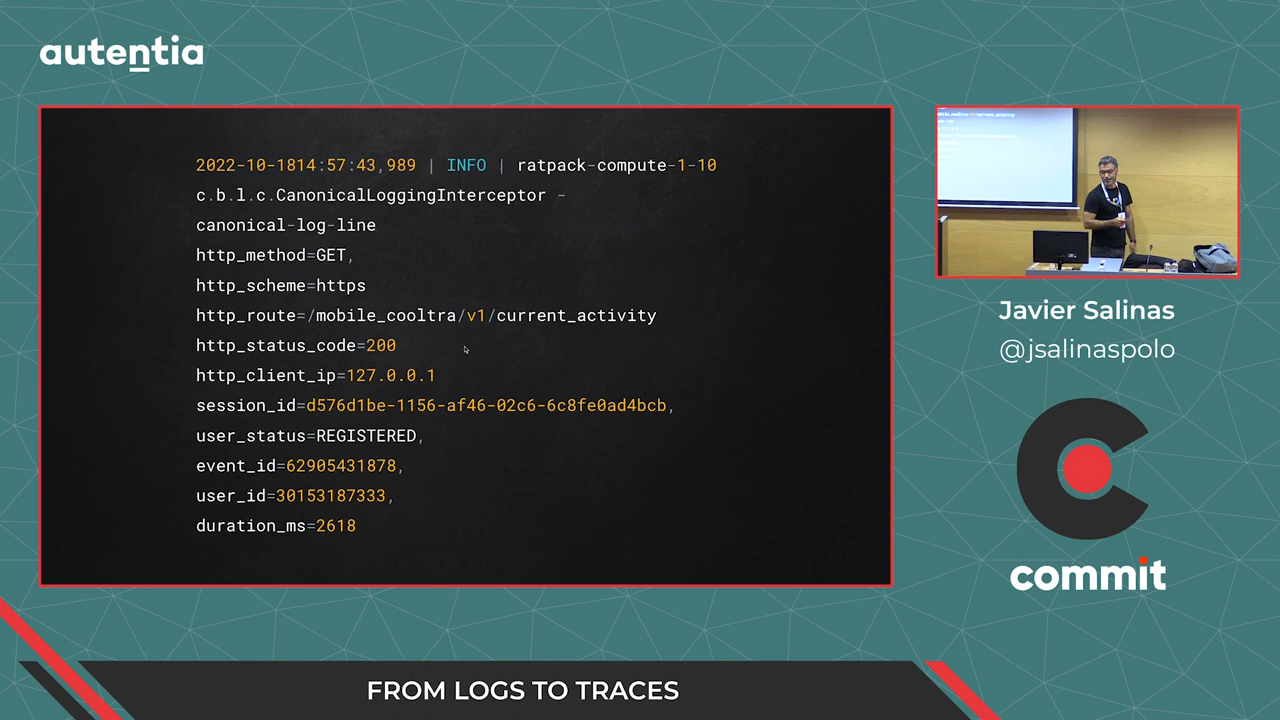 autentia
2022-10-1814:57:43,989 | INFO | ratpack-compute-1-10
c.b.l.c.CanonicalLoggingInterceptor -
canonical-log-line
http_method=GET,
http_scheme=https
http_route=/mobile_cooltra/v1/current_activity
http_status_code=200
http_client_ip=127.0.0.1
session_id=d576d1be-1156-af46-02c6-6c8fe0ad4bcb,
user_status=REGISTERED,
event_id=62905431878,
user_id=30153187333,
duration_ms=2618
Javier Salinas
@jsalinaspolo
commit
FROM LOGS TO TRACES